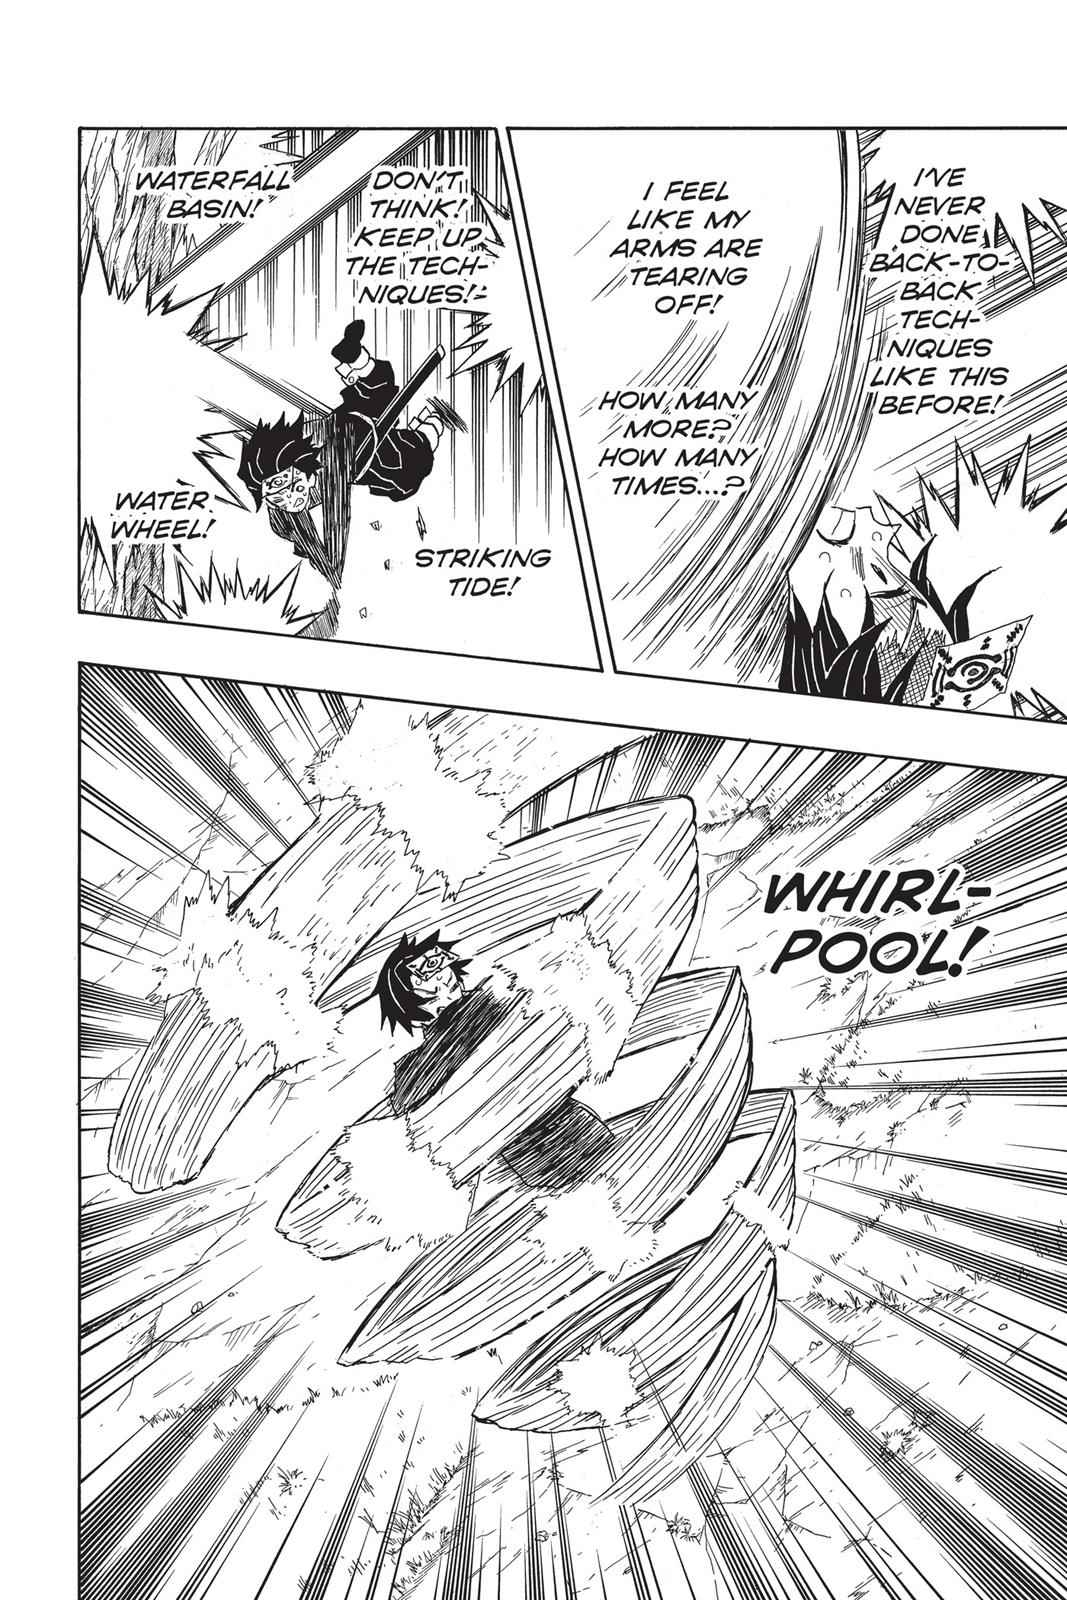 I'VE
NEVER
DONE
BACK-TO-
BACK
TECH-
NIQUES
LIKE THIS
BEFORE!
I FEEL
LIKE MY
ARMS ARE
TEARING
OFF!
HOW MANY
MORE?
HOW MANY
TIMES...?
DON'T
THINK!
KEEP UP
THE TECH-
NIQUES!
WATERFALL
BASIN!
STRIKING
TIDE!
WATER
WHEEL!
WHIRL-
POOL!